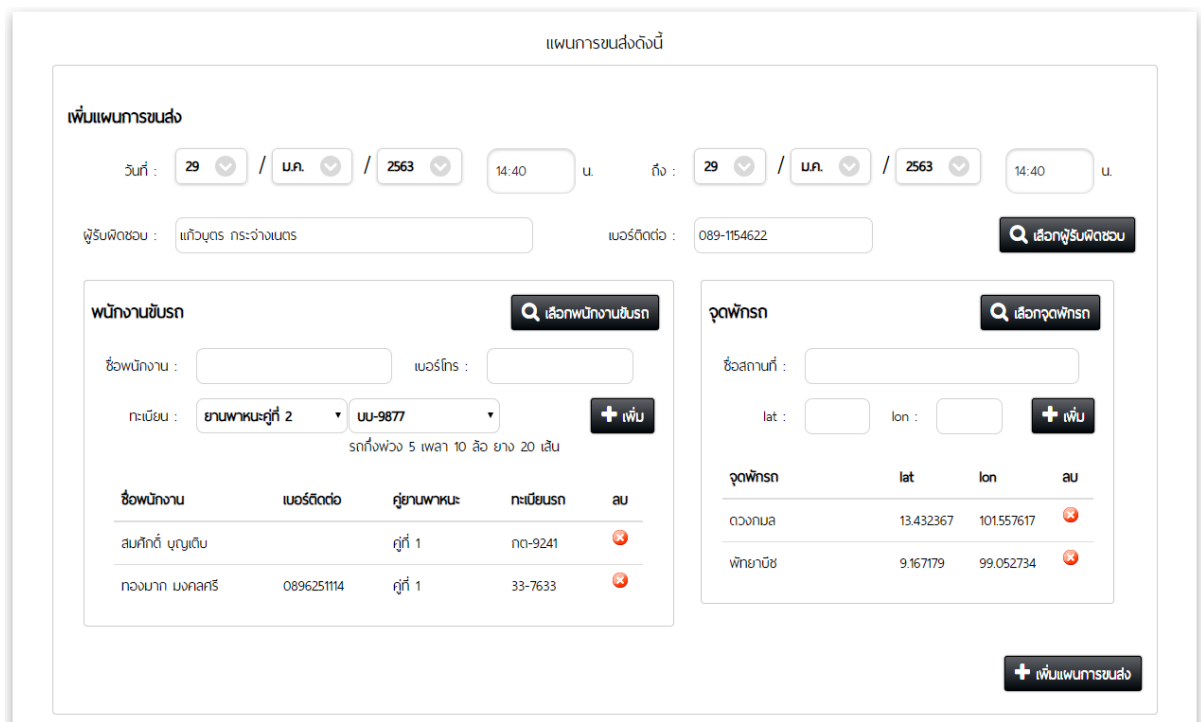 แผนการขนส่งดังนี้
เพิ่มแผนการขนส่ง
วันที่ : 29 / ม.ค. / 2563 14:40 น. ถึง : 29 / ม.ค. / 2563 14:40 น.
ผู้รับผิดชอบ : แก้วบุตร กระจ่างเนตร เบอร์ติดต่อ : 089-1154622 เลือกผู้รับผิดชอบ
พนักงานขับรถ เลือกพนักงานขับรถ
ชื่อพนักงาน : เบอร์โทร :
ทะเบียน : ยานพาหนะคู่ที่ 2 บบ-9877 เพิ่ม
รถกึ่งพ่วง 5 เพลา 10 ล้อ ยาง 20 เส้น
ชื่อพนักงาน เบอร์ติดต่อ คู่ยานพาหนะ ทะเบียนรถ ลบ
สมศักดิ์ บุญเติบ คู่ที่ 1 กต-9241
ทองมาก มงคลศรี 0896251114 คู่ที่ 1 33-7633
จุดพักรถ เลือกจุดพักรถ
ชื่อสถานที่ :
lat : lon : เพิ่ม
จุดพักรถ lat lon ลบ
ดวงกมล 13.432367 101.557617
พัทยาบีช 9.167179 99.052734
เพิ่มแผนการขนส่ง